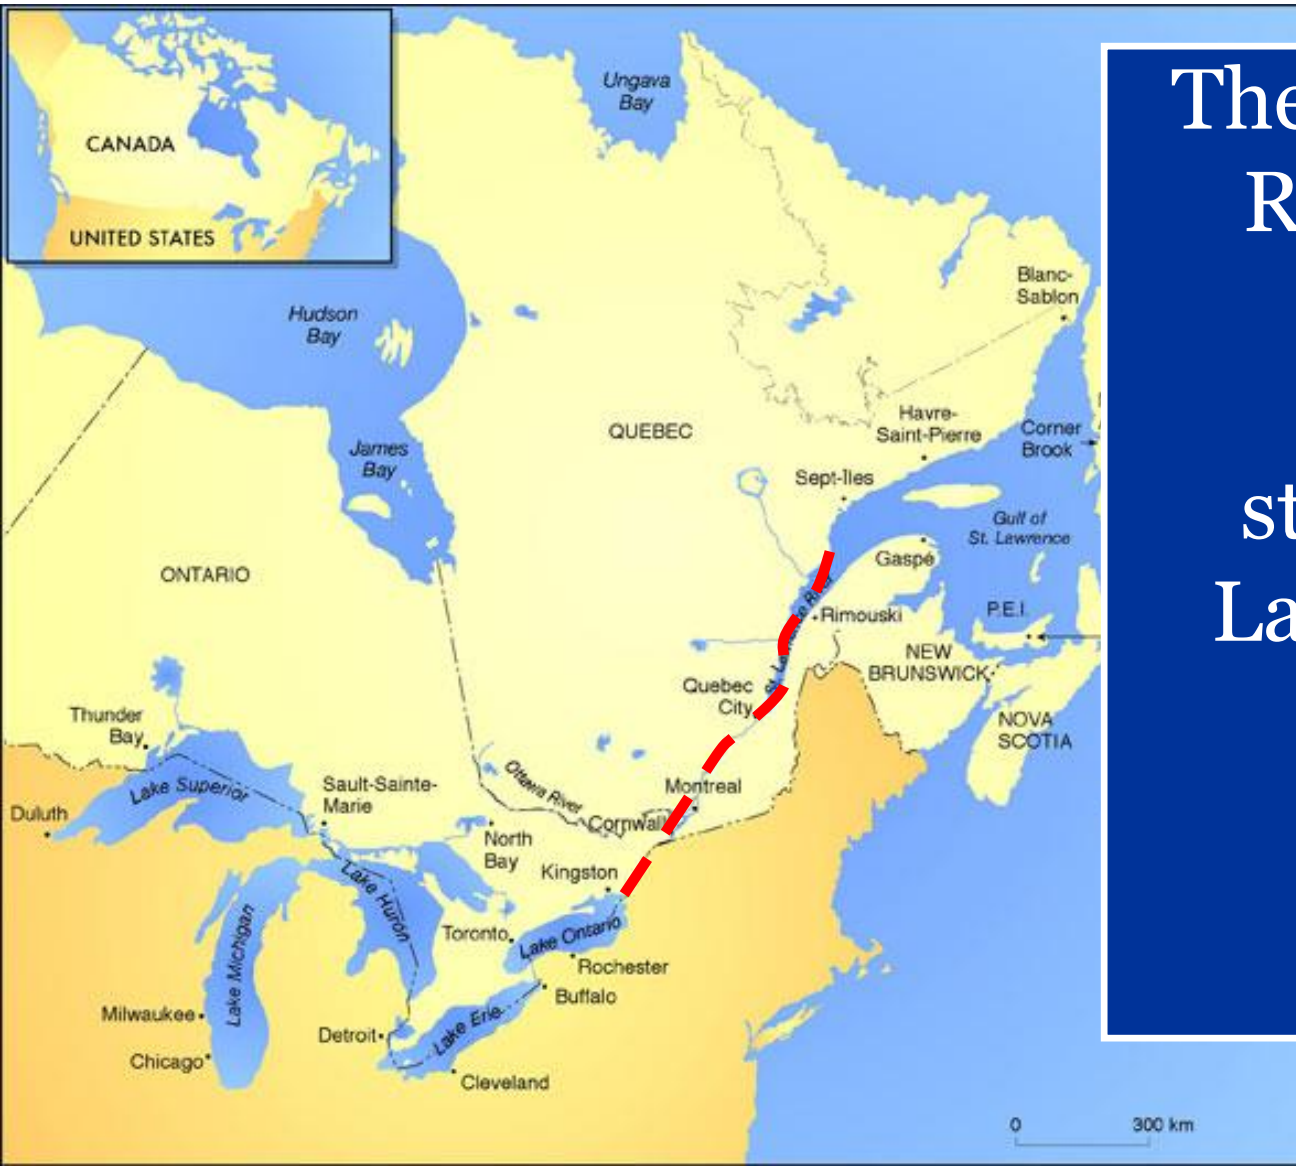 CANADA
UNITED STATES
Ungava
Bay
The
R
st
La
Blanc-
Sablon
Hudson
Bay
QUEBEC
Havre-
Saint-Pierre
Corner
Brook
James
Bay
Sept-Îles
Gulf of
St. Lawrence
Gaspé
ONTARIO
P.E.I.
Rimouski
NEW
BRUNSWICK
Quebec
City
NOVA
SCOTIA
Thunder
Bay
Lake Superior
Sault-Sainte-
Marie
Ottawa River
Montreal
Duluth
Cornwall
North
Bay
Kingston
Lake Huron
Lake Michigan
Toronto
Lake Ontario
Rochester
Buffalo
Milwaukee
Detroit
Lake Erie
Chicago
Cleveland
0 300 km